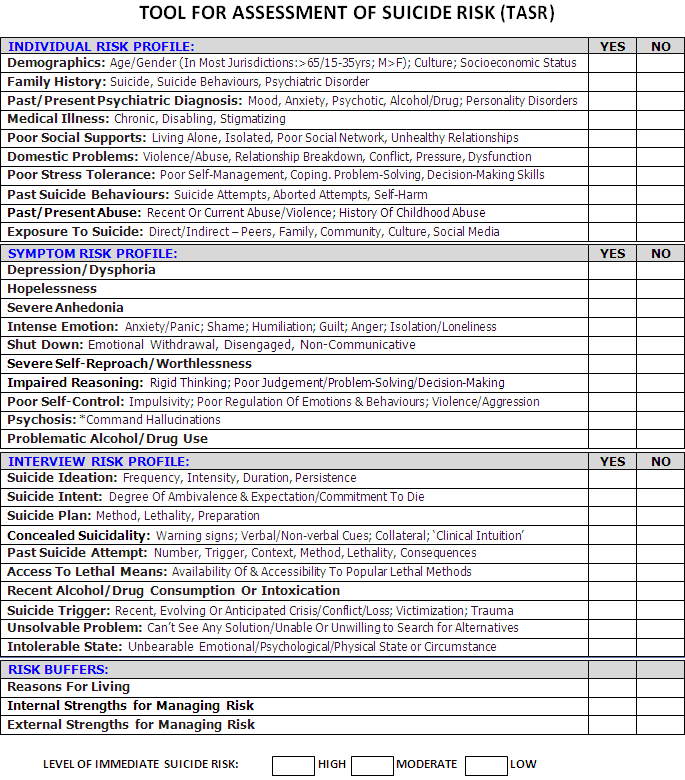 TOOL FOR ASSESSMENT OF SUICIDE RISK (TASR)
INDIVIDUAL RISK PROFILE: YES NO
Demographics: Age/Gender (In Most Jurisdictions:>65/15-35yrs; M>F); Culture; Socioeconomic Status
Family History: Suicide, Suicide Behaviours, Psychiatric Disorder
Past/Present Psychiatric Diagnosis: Mood, Anxiety, Psychotic, Alcohol/Drug; Personality Disorders
Medical Illness: Chronic, Disabling, Stigmatizing
Poor Social Supports: Living Alone, Isolated, Poor Social Network, Unhealthy Relationships
Domestic Problems: Violence/Abuse, Relationship Breakdown, Conflict, Pressure, Dysfunction
Poor Stress Tolerance: Poor Self-Management, Coping. Problem-Solving, Decision-Making Skills
Past Suicide Behaviours: Suicide Attempts, Aborted Attempts, Self-Harm
Past/Present Abuse: Recent Or Current Abuse/Violence; History Of Childhood Abuse
Exposure To Suicide: Direct/Indirect – Peers, Family, Community, Culture, Social Media
SYMPTOM RISK PROFILE: YES NO
Depression/Dysphoria
Hopelessness
Severe Anhedonia
Intense Emotion: Anxiety/Panic; Shame; Humiliation; Guilt; Anger; Isolation/Loneliness
Shut Down: Emotional Withdrawal, Disengaged, Non-Communicative
Severe Self-Reproach/Worthlessness
Impaired Reasoning: Rigid Thinking; Poor Judgement/Problem-Solving/Decision-Making
Poor Self-Control: Impulsivity; Poor Regulation Of Emotions & Behaviours; Violence/Aggression
Psychosis: *Command Hallucinations
Problematic Alcohol/Drug Use
INTERVIEW RISK PROFILE: YES NO
Suicide Ideation: Frequency, Intensity, Duration, Persistence
Suicide Intent: Degree Of Ambivalence & Expectation/Commitment To Die
Suicide Plan: Method, Lethality, Preparation
Concealed Suicidality: Warning signs; Verbal/Non-verbal Cues; Collateral; ‘Clinical Intuition’
Past Suicide Attempt: Number, Trigger, Context, Method, Lethality, Consequences
Access To Lethal Means: Availability Of & Accessibility To Popular Lethal Methods
Recent Alcohol/Drug Consumption Or Intoxication
Suicide Trigger: Recent, Evolving Or Anticipated Crisis/Conflict/Loss; Victimization; Trauma
Unsolvable Problem: Can’t See Any Solution/Unable Or Unwilling to Search for Alternatives
Intolerable State: Unbearable Emotional/Psychological/Physical State or Circumstance
RISK BUFFERS:
Reasons For Living
Internal Strengths for Managing Risk
External Strengths for Managing Risk
LEVEL OF IMMEDIATE SUICIDE RISK: HIGH MODERATE LOW